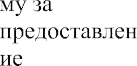 му за
предоставлен
ие